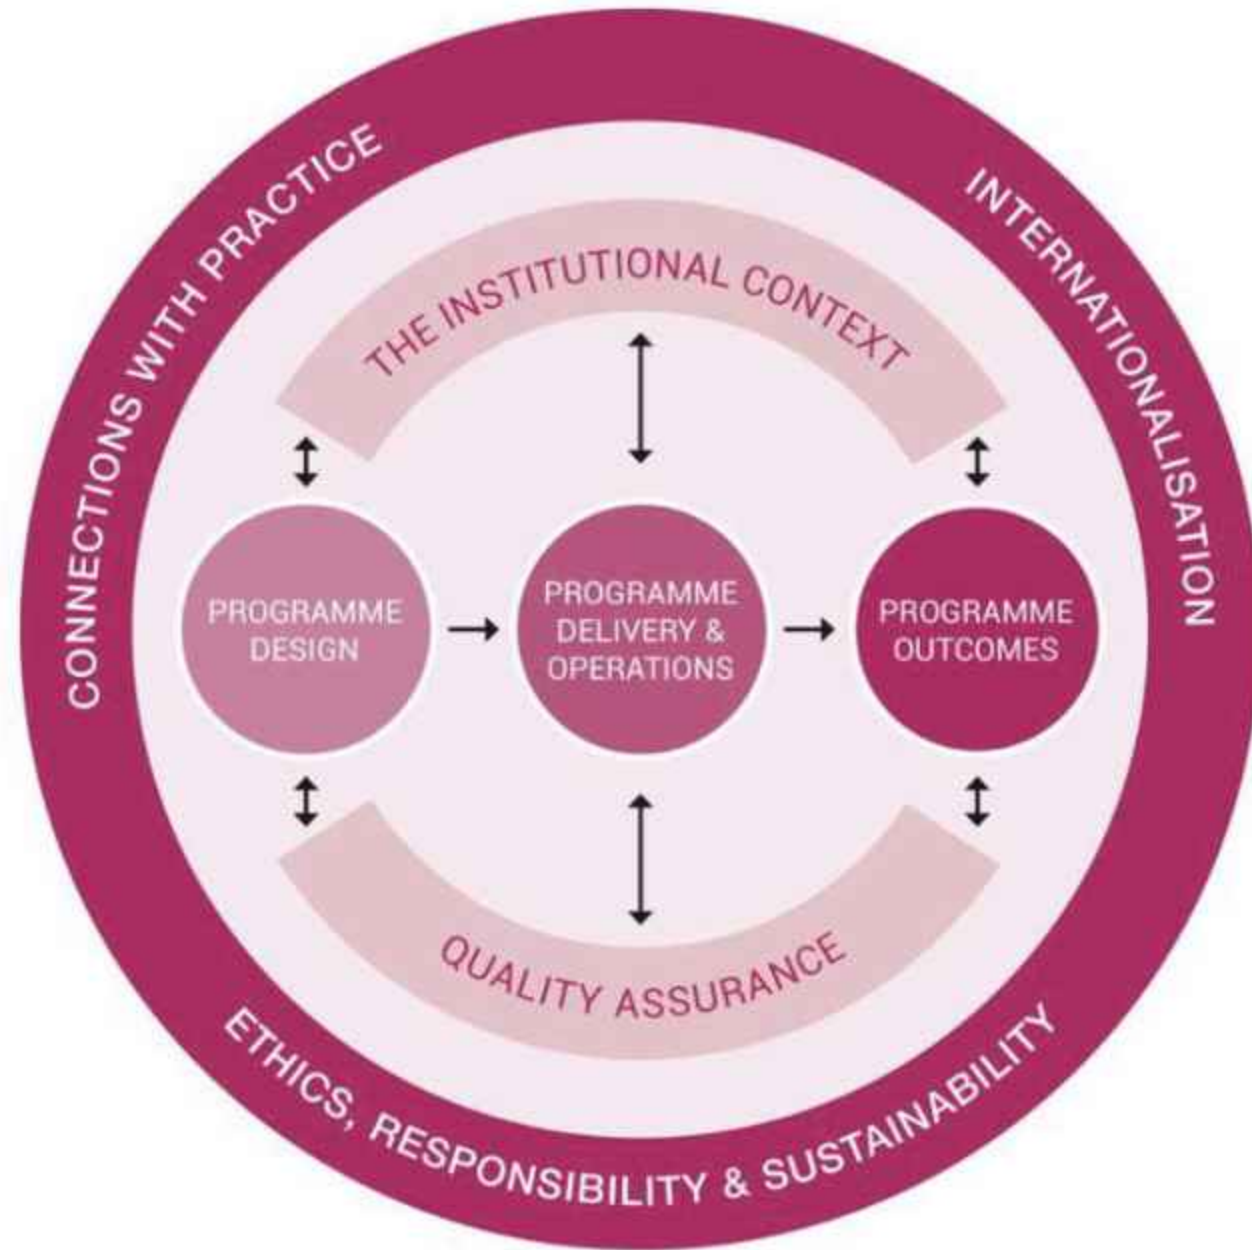 CONNECTIONS WITH PRACTICE
INTERNATIONALISATION
THE INSTITUTIONAL CONTEXT
PROGRAMME
DESIGN
PROGRAMME
DELIVERY &
OPERATIONS
PROGRAMME
OUTCOMES
QUALITY ASSURANCE
ETHICS, RESPONSIBILITY & SUSTAINABILITY